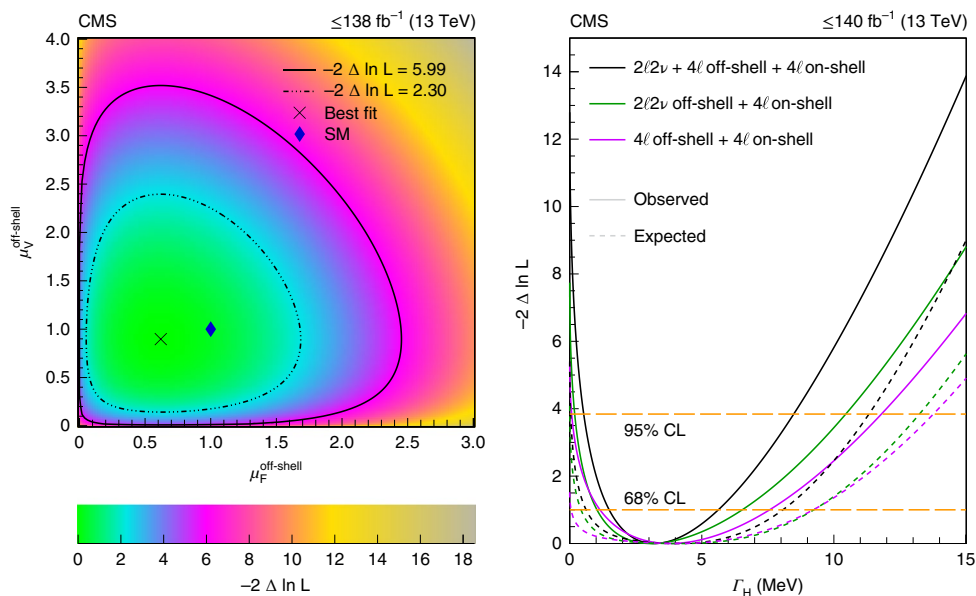 CMS
≤138 fb⁻¹ (13 TeV)
4.0
3.5
3.0
2.5
2.0
1.5
1.0
0.5
0
−2 Δ ln L = 5.99
−2 Δ ln L = 2.30
Best fit
SM
μ_V^off-shell
0 0.5 1.0 1.5 2.0 2.5 3.0
μ_F^off-shell
0 2 4 6 8 10 12 14 16 18
−2 Δ ln L
CMS
≤140 fb⁻¹ (13 TeV)
14
12
10
8
6
4
2
0
2ℓ2ν + 4ℓ off-shell + 4ℓ on-shell
2ℓ2ν off-shell + 4ℓ on-shell
4ℓ off-shell + 4ℓ on-shell
Observed
Expected
95% CL
68% CL
−2 Δ ln L
0 5 10 15
Γ_H (MeV)